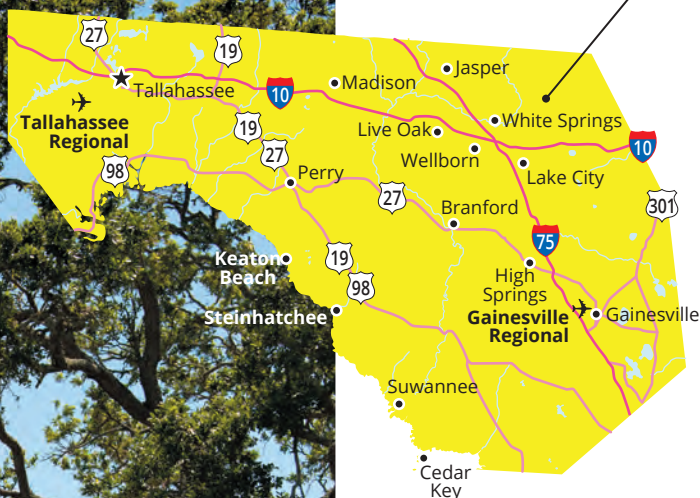 27
19
Jasper
Madison
Tallahassee
10
Tallahassee
Regional
19
White Springs
Live Oak
10
Wellborn
27
98
Perry
Lake City
27
301
Branford
75
Keaton
Beach
19
High
Springs
98
Steinhatchee
Gainesville
Regional
Gainesville
Suwannee
Cedar
Key